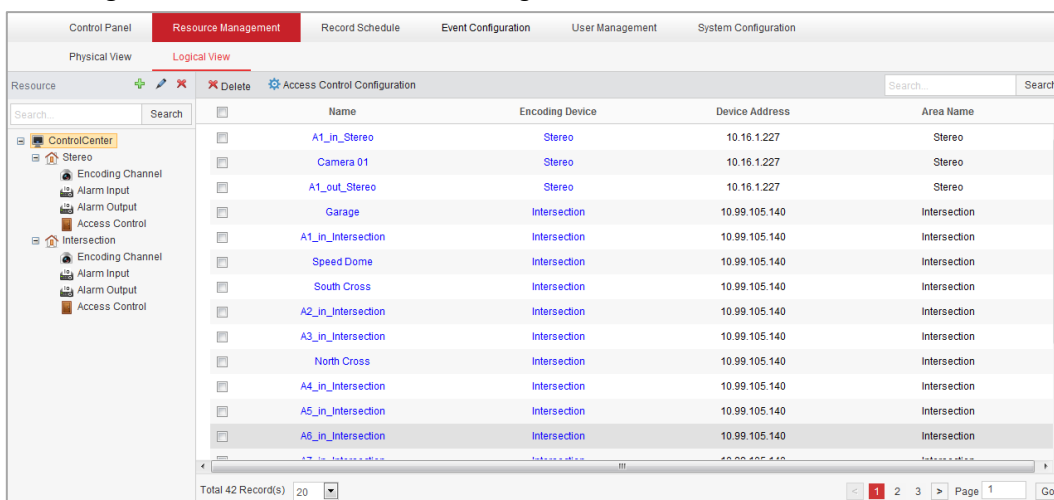 Control Panel Resource Management Record Schedule Event Configuration User Management System Configuration
Physical View Logical View
Resource Delete Access Control Configuration Search... Search
Search... Search Name Encoding Device Device Address Area Name
ControlCenter A1_in_Stereo Stereo 10.16.1.227 Stereo
Stereo Camera 01 Stereo 10.16.1.227 Stereo
Encoding Channel
Alarm Input A1_out_Stereo Stereo 10.16.1.227 Stereo
Alarm Output Garage Intersection 10.99.105.140 Intersection
Access Control
Intersection A1_in_Intersection Intersection 10.99.105.140 Intersection
Encoding Channel Speed Dome Intersection 10.99.105.140 Intersection
Alarm Input
Alarm Output South Cross Intersection 10.99.105.140 Intersection
Access Control A2_in_Intersection Intersection 10.99.105.140 Intersection
A3_in_Intersection Intersection 10.99.105.140 Intersection
North Cross Intersection 10.99.105.140 Intersection
A4_in_Intersection Intersection 10.99.105.140 Intersection
A5_in_Intersection Intersection 10.99.105.140 Intersection
A6_in_Intersection Intersection 10.99.105.140 Intersection
Total 42 Record(s) 20 < 1 2 3 > Page 1 Go